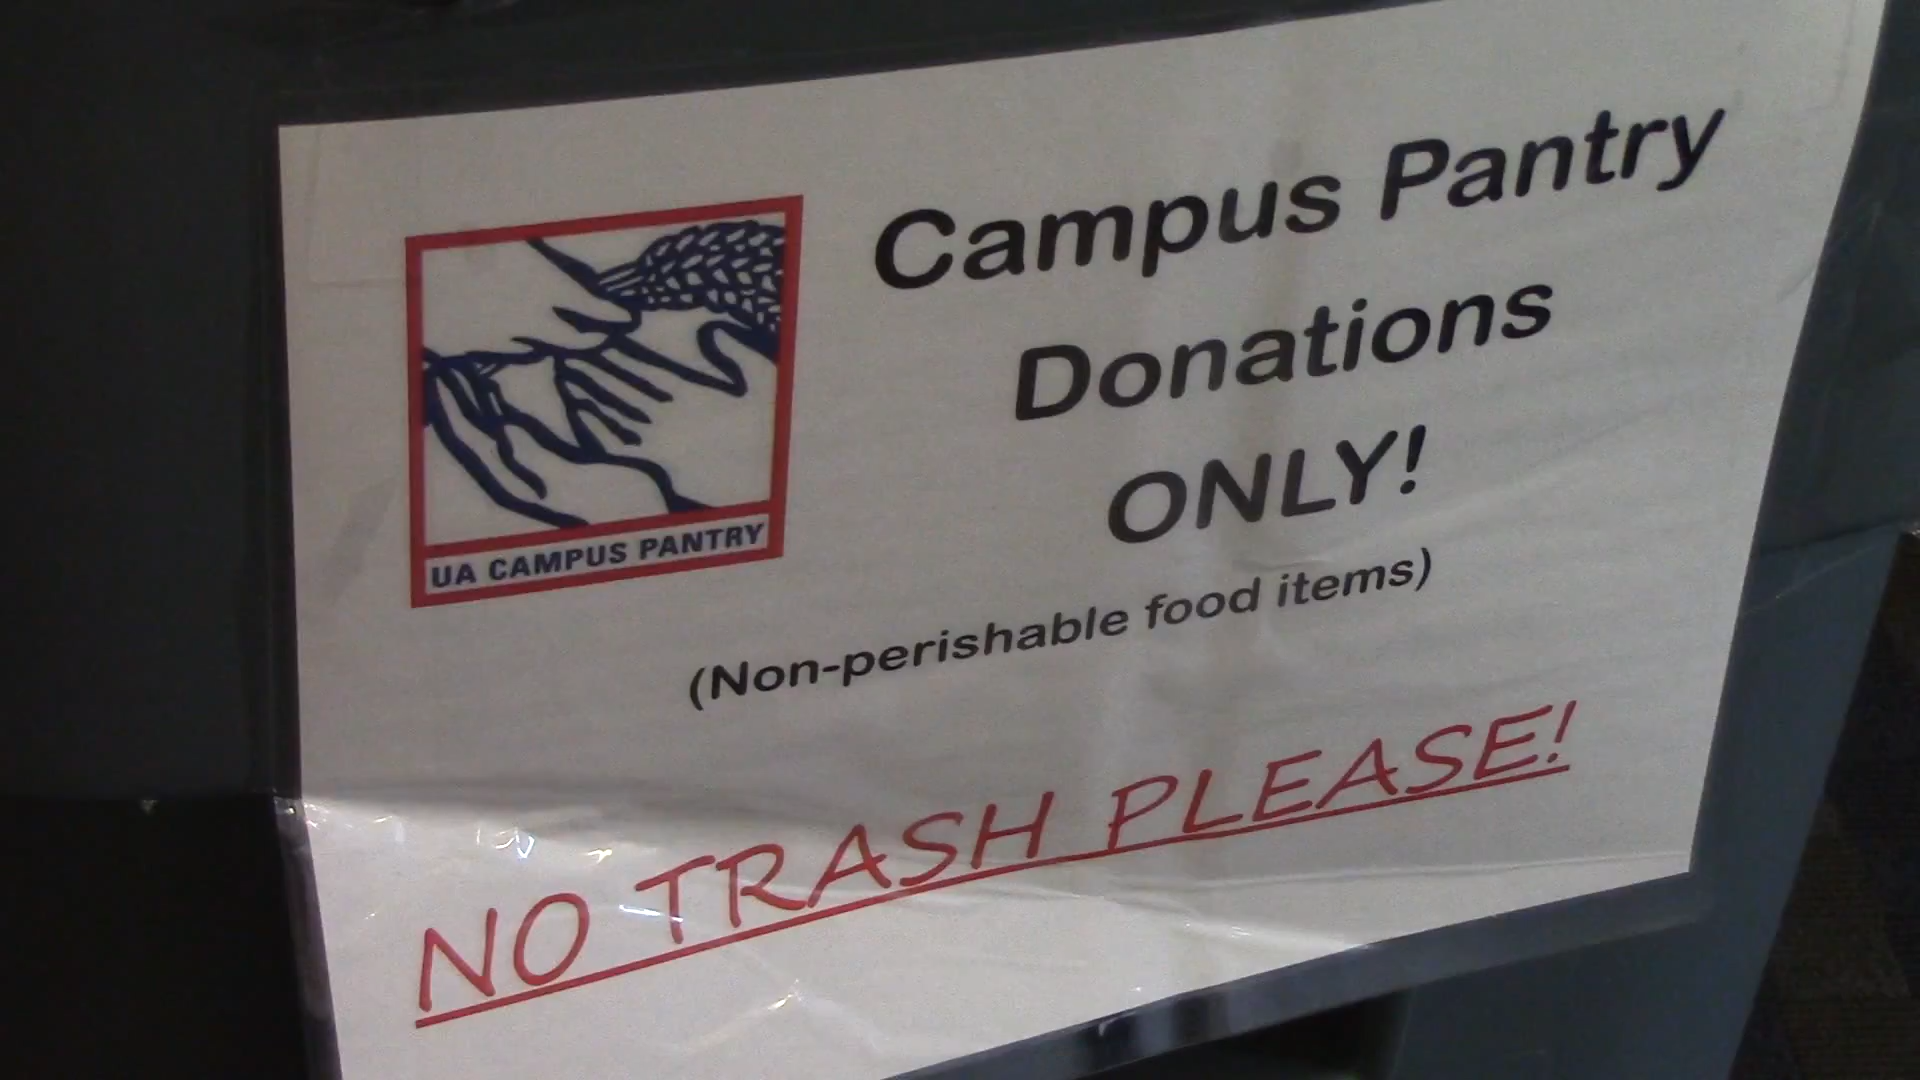 Campus Pantry
Donations
ONLY!
UA CAMPUS PANTRY
(Non-perishable food items)
NO TRASH PLEASE!